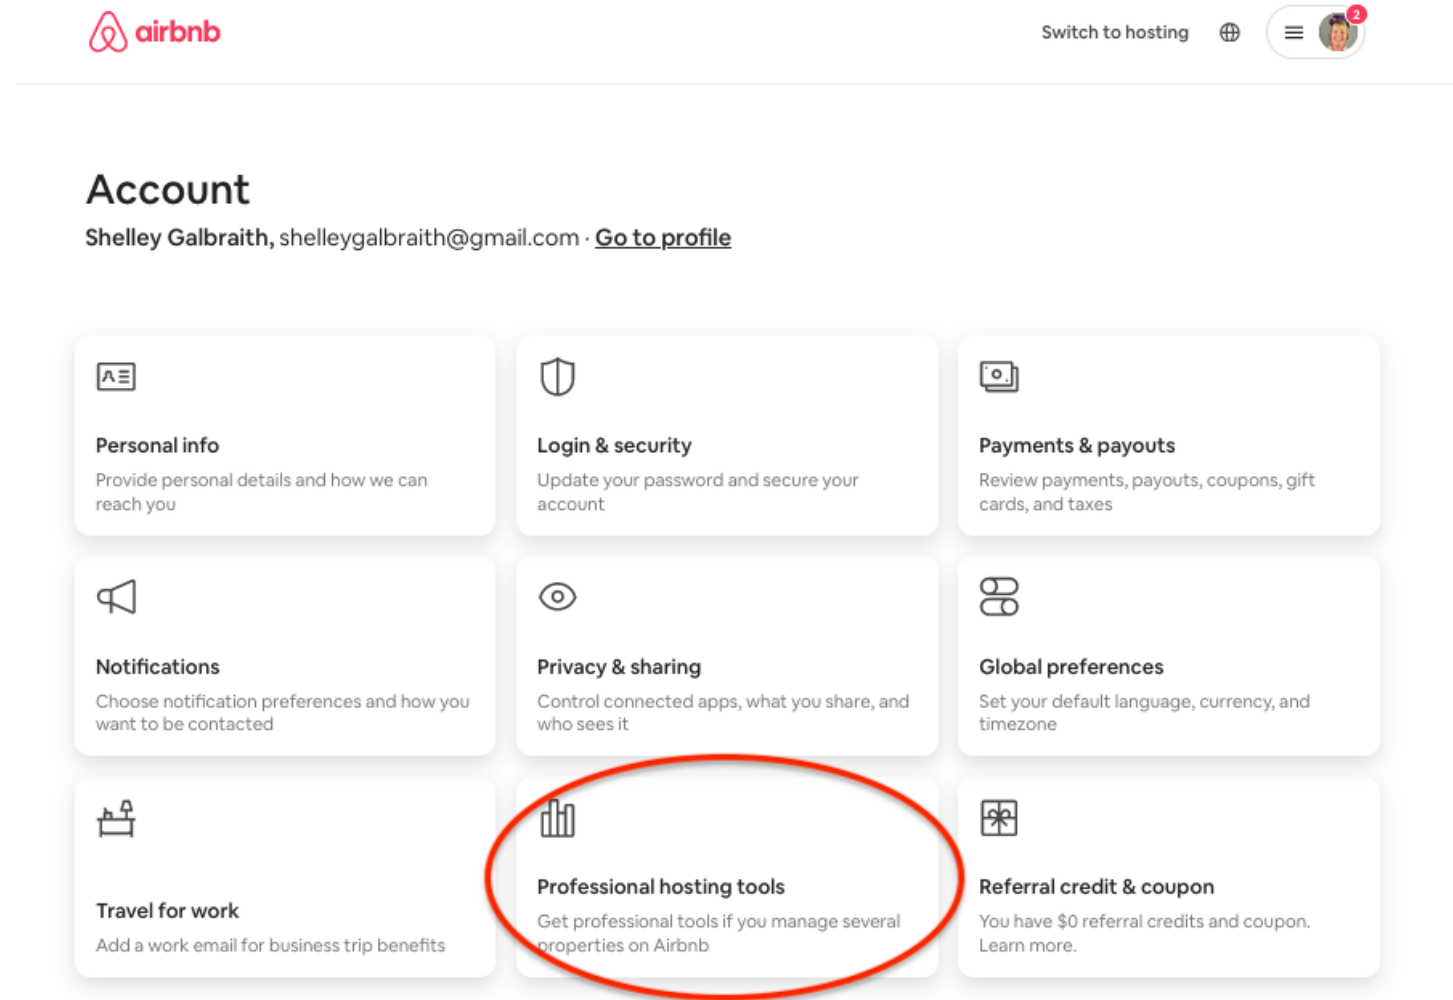 airbnb
Switch to hosting
2
Account
Shelley Galbraith, shelleygalbraith@gmail.com · Go to profile
Personal info
Provide personal details and how we can
reach you
Login & security
Update your password and secure your
account
Payments & payouts
Review payments, payouts, coupons, gift
cards, and taxes
Notifications
Choose notification preferences and how you
want to be contacted
Privacy & sharing
Control connected apps, what you share, and
who sees it
Global preferences
Set your default language, currency, and
timezone
Travel for work
Add a work email for business trip benefits
Professional hosting tools
Get professional tools if you manage several
properties on Airbnb
Referral credit & coupon
You have $0 referral credits and coupon.
Learn more.